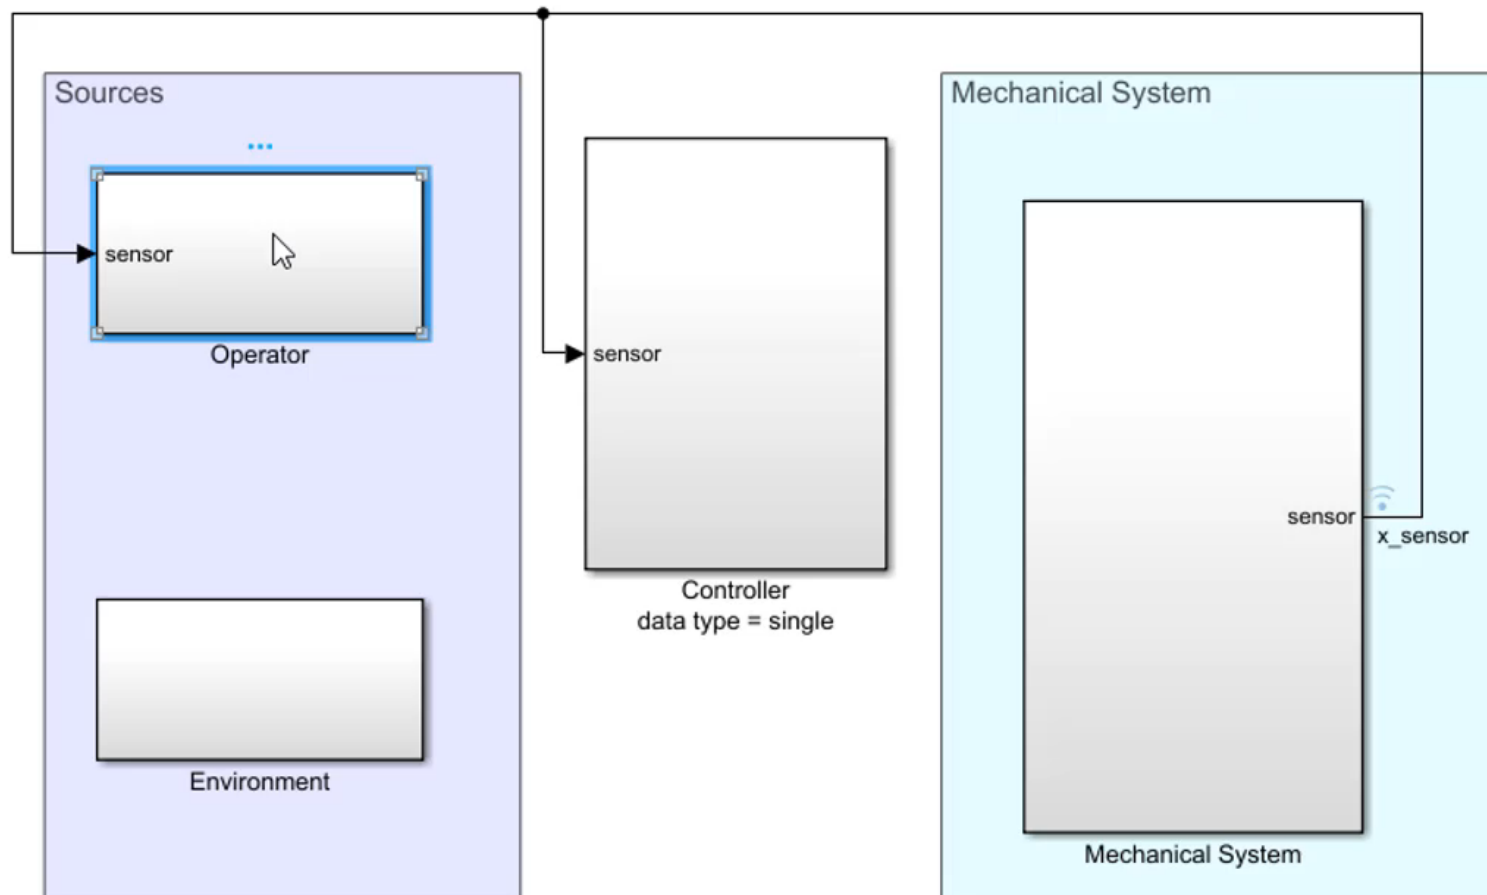 Sources
Mechanical System
sensor
Operator
sensor
Controller
data type = single
sensor
x_sensor
Environment
Mechanical System